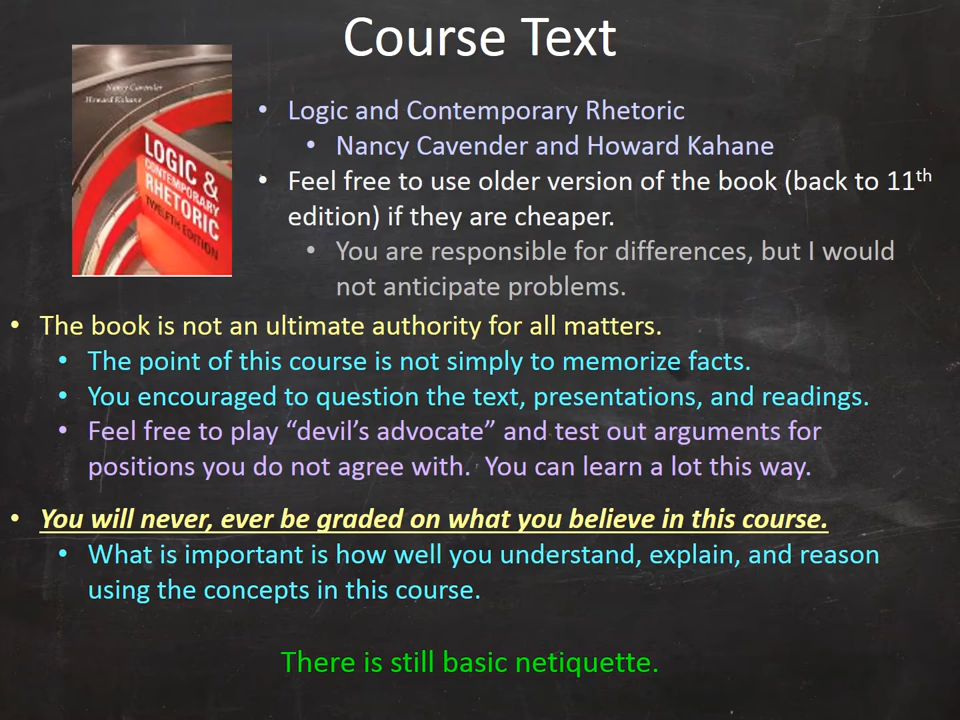 Course Text
Nancy Cavender
Howard Kahane
LOGIC &
CONTEMPORARY
RHETORIC
TWELFTH EDITION
• Logic and Contemporary Rhetoric
• Nancy Cavender and Howard Kahane
• Feel free to use older version of the book (back to 11th
edition) if they are cheaper.
• You are responsible for differences, but I would
not anticipate problems.
• The book is not an ultimate authority for all matters.
• The point of this course is not simply to memorize facts.
• You encouraged to question the text, presentations, and readings.
• Feel free to play “devil’s advocate” and test out arguments for
positions you do not agree with.  You can learn a lot this way.
• You will never, ever be graded on what you believe in this course.
• What is important is how well you understand, explain, and reason
using the concepts in this course.
There is still basic netiquette.